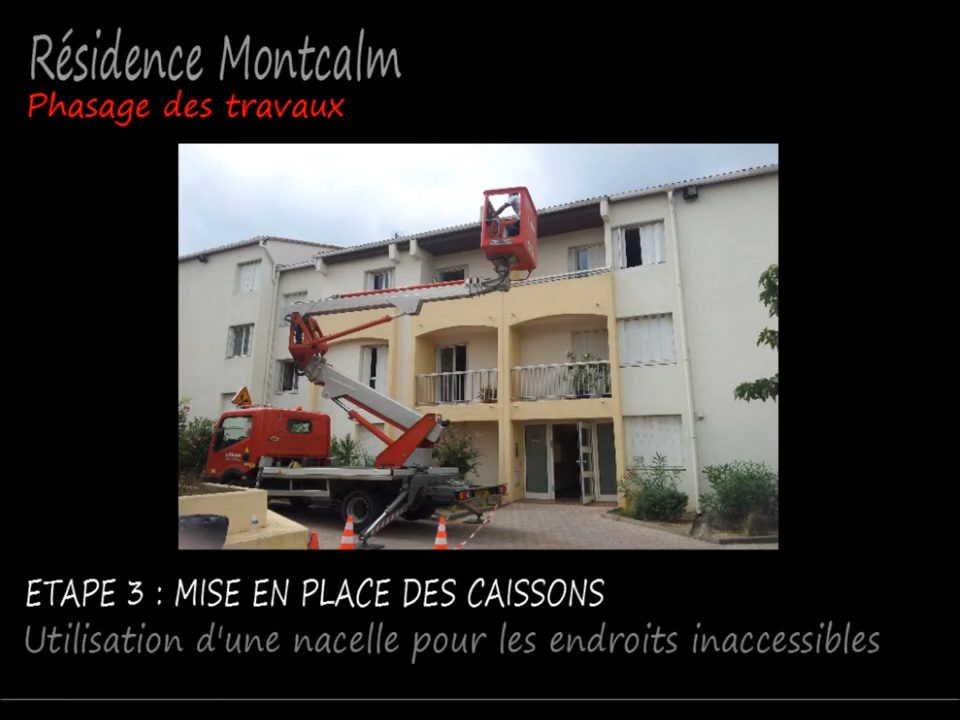 Résidence Montcalm
Phasage des travaux
ETAPE 3 : MISE EN PLACE DES CAISSONS
Utilisation d'une nacelle pour les endroits inaccessibles